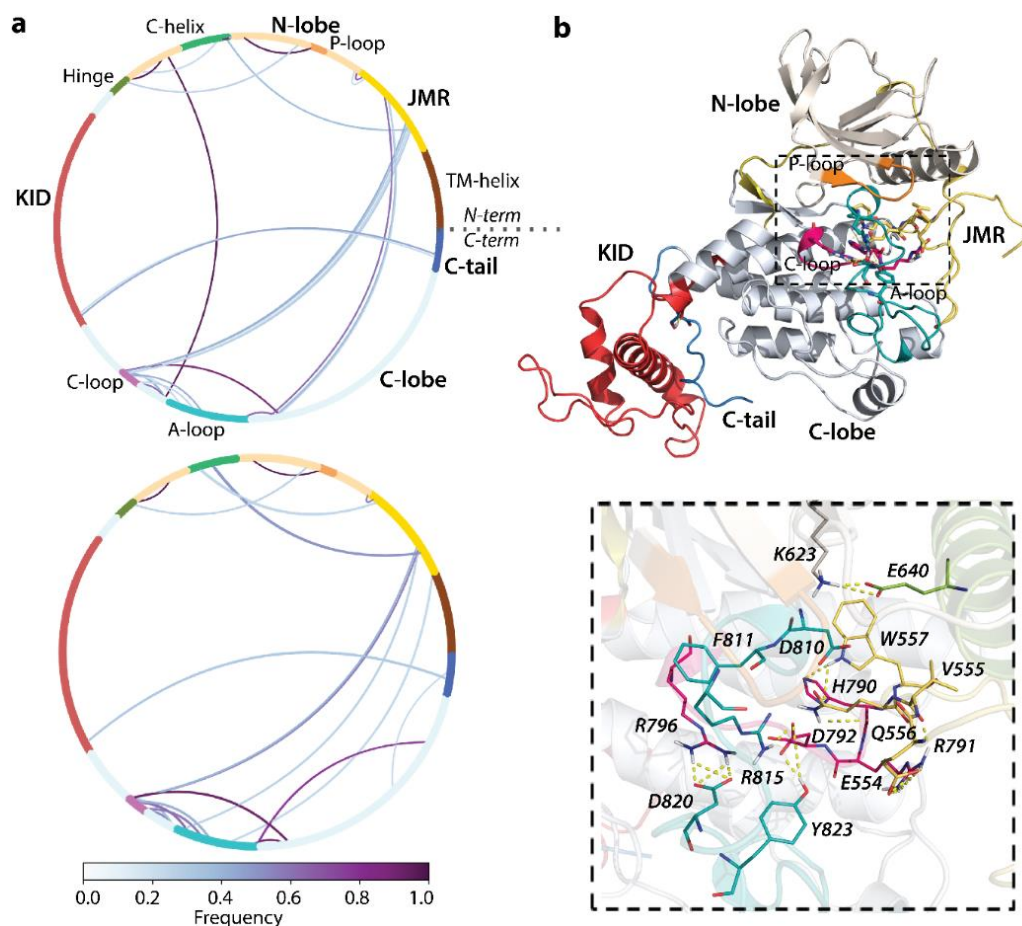 a
C-helix
N-lobe
P-loop
Hinge
JMR
KID
TM-helix
N-term
C-term
C-tail
C-loop
C-lobe
A-loop
0.0 0.2 0.4 0.6 0.8 1.0
Frequency
b
N-lobe
P-loop
KID
JMR
C-loop
A-loop
C-tail
C-lobe
K623
E640
F811
D810
W557
V555
H790
R796
D792
Q556
R791
R815
E554
D820
Y823